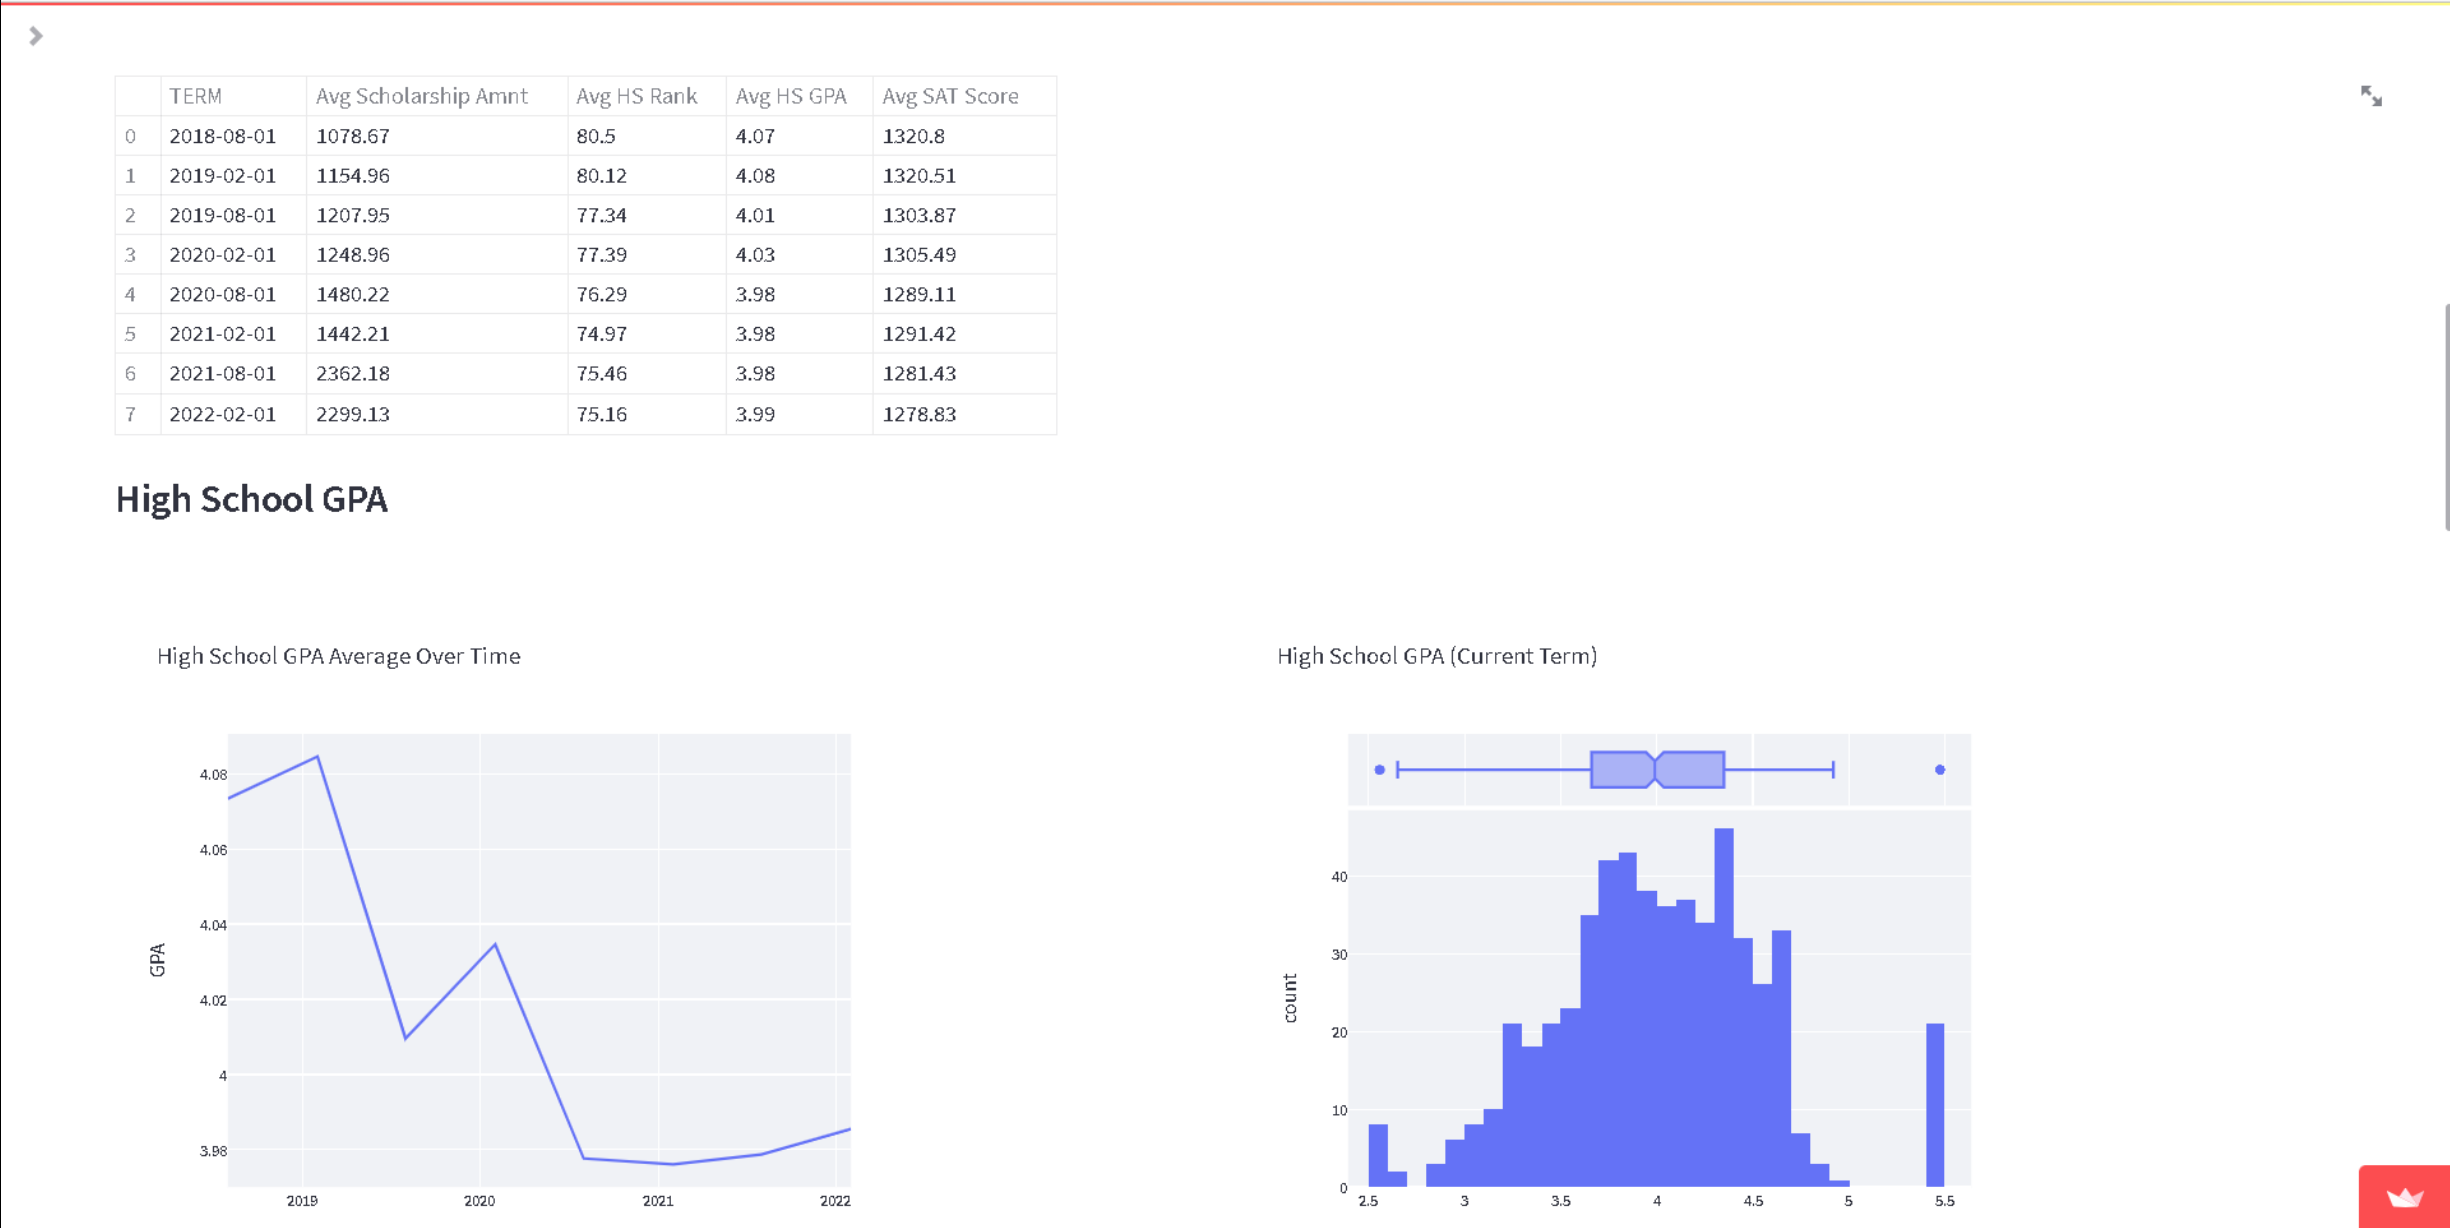 TERM Avg Scholarship Amnt Avg HS Rank Avg HS GPA Avg SAT Score
0 2018-08-01 1078.67 80.5 4.07 1320.8
1 2019-02-01 1154.96 80.12 4.08 1320.51
2 2019-08-01 1207.95 77.34 4.01 1303.87
3 2020-02-01 1248.96 77.39 4.03 1305.49
4 2020-08-01 1480.22 76.29 3.98 1289.11
5 2021-02-01 1442.21 74.97 3.98 1291.42
6 2021-08-01 2362.18 75.46 3.98 1281.43
7 2022-02-01 2299.13 75.16 3.99 1278.83
High School GPA
High School GPA Average Over Time
4.08
4.06
4.04
4.02
4
3.98
GPA
2019 2020 2021 2022
High School GPA (Current Term)
40
30
20
10
0
count
2.5 3 3.5 4 4.5 5 5.5